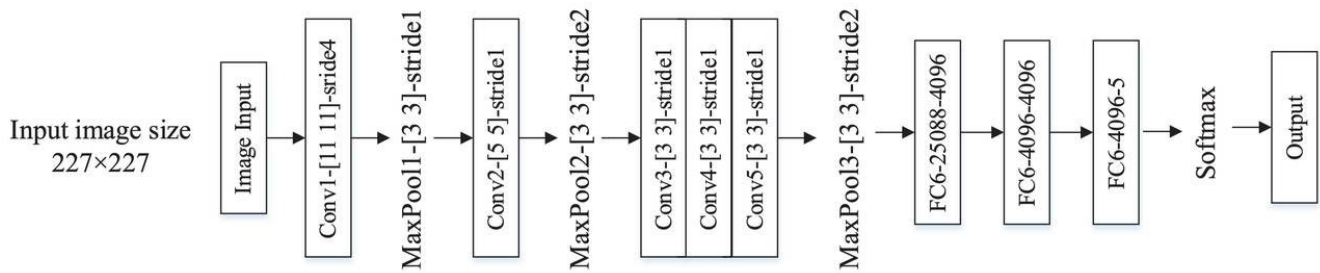 Input image size
227×227
Image Input
Conv1-[11 11]-sride4
MaxPool1-[3 3]-stride1
Conv2-[5 5]-stride1
MaxPool2-[3 3]-stride2
Conv3-[3 3]-stride1
Conv4-[3 3]-stride1
Conv5-[3 3]-stride1
MaxPool3-[3 3]-stride2
FC6-25088-4096
FC6-4096-4096
FC6-4096-5
Softmax
Output